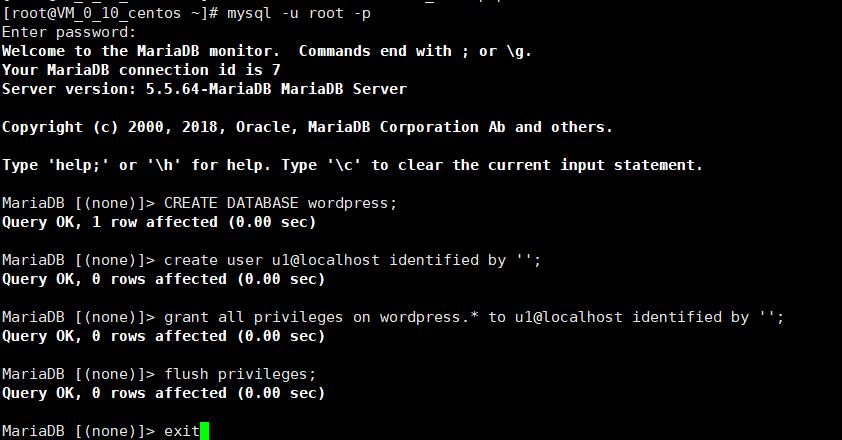 [root@VM_0_10_centos ~]# mysql -u root -p
Enter password:
Welcome to the MariaDB monitor.  Commands end with ; or \g.
Your MariaDB connection id is 7
Server version: 5.5.64-MariaDB MariaDB Server
Copyright (c) 2000, 2018, Oracle, MariaDB Corporation Ab and others.
Type 'help;' or '\h' for help. Type '\c' to clear the current input statement.
MariaDB [(none)]> CREATE DATABASE wordpress;
Query OK, 1 row affected (0.00 sec)
MariaDB [(none)]> create user u1@localhost identified by '';
Query OK, 0 rows affected (0.00 sec)
MariaDB [(none)]> grant all privileges on wordpress.* to u1@localhost identified by '';
Query OK, 0 rows affected (0.00 sec)
MariaDB [(none)]> flush privileges;
Query OK, 0 rows affected (0.00 sec)
MariaDB [(none)]> exit